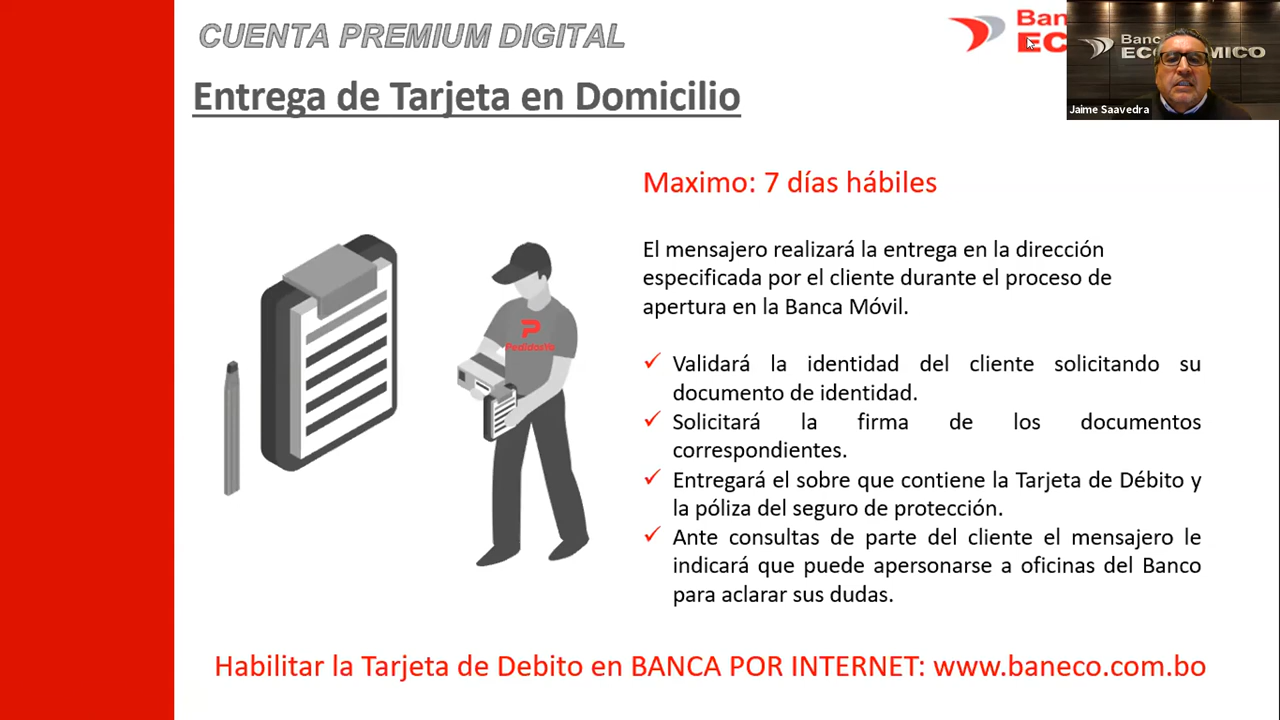 CUENTA PREMIUM DIGITAL
Ban
EC
Banc
ECONÓMICO
Jaime Saavedra
Entrega de Tarjeta en Domicilio
Maximo: 7 días hábiles
El mensajero realizará la entrega en la dirección
especificada por el cliente durante el proceso de
apertura en la Banca Móvil.
Validará la identidad del cliente solicitando su
documento de identidad.
Solicitará la firma de los documentos
correspondientes.
Entregará el sobre que contiene la Tarjeta de Débito y
la póliza del seguro de protección.
Ante consultas de parte del cliente el mensajero le
indicará que puede apersonarse a oficinas del Banco
para aclarar sus dudas.
PedidosYa
Habilitar la Tarjeta de Debito en BANCA POR INTERNET: www.baneco.com.bo